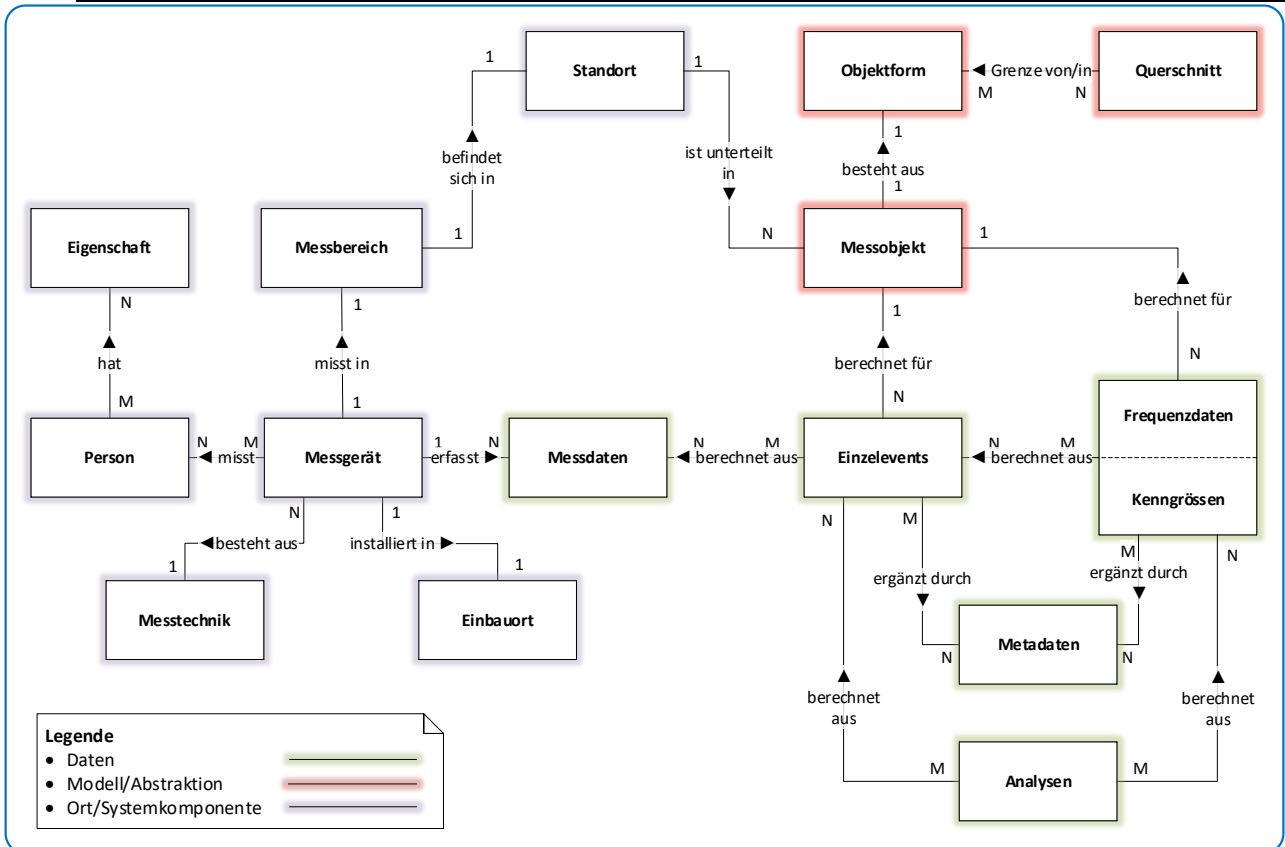 Standort
Objektform
Querschnitt
Grenze von/in
M
N
1
1
befindet
sich in
ist unterteilt
in
1
besteht aus
1
Eigenschaft
Messbereich
Messobjekt
1
N
1
N
1
1
berechnet für
hat
misst in
berechnet für
M
1
N
N
Person
N
misst
M
Messgerät
1
erfasst
N
Messdaten
N
berechnet aus
M
Einzelevents
N
berechnet aus
M
Frequenzdaten
Kenngrössen
N
1
N
M
M
N
besteht aus
installiert in
1
1
ergänzt durch
ergänzt durch
Messtechnik
Einbauort
Metadaten
N
N
berechnet
aus
berechnet
aus
Legende
• Daten
• Modell/Abstraktion
• Ort/Systemkomponente
M
Analysen
M